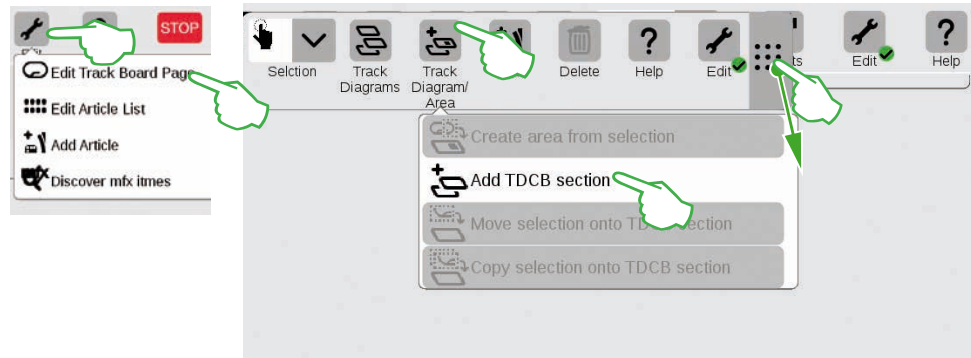 STOP
Edit Track Board Page
Edit Article List
Add Article
Discover mfx itmes
Selction
Track
Diagrams
Track
Diagram/
Area
Delete
Help
Edit
ts
Edit
Help
Create area from selection
Add TDCB section
Move selection onto TDCB section
Copy selection onto TDCB section